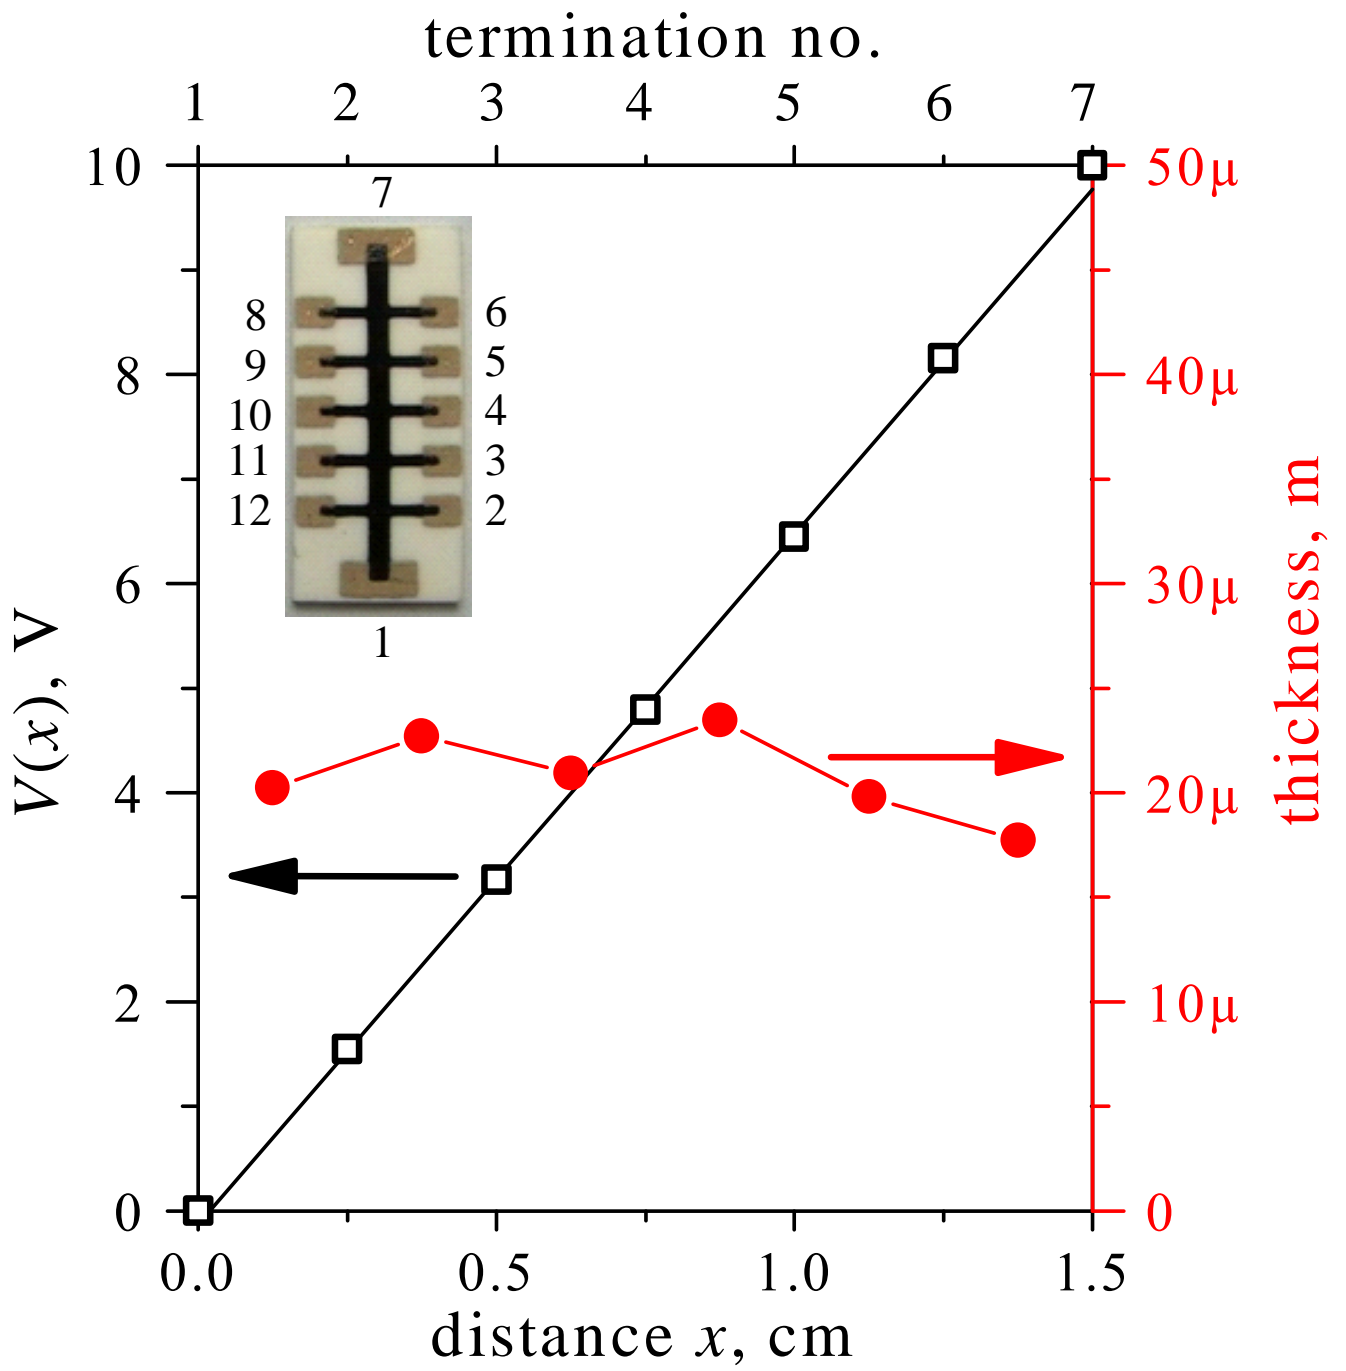 termination no.
1 2 3 4 5 6 7
10
8
6
4
2
0
V(x), V
50μ
40μ
30μ
20μ
10μ
0
thickness, m
7
8 6
9 5
10 4
11 3
12 2
1
0.0 0.5 1.0 1.5
distance x, cm